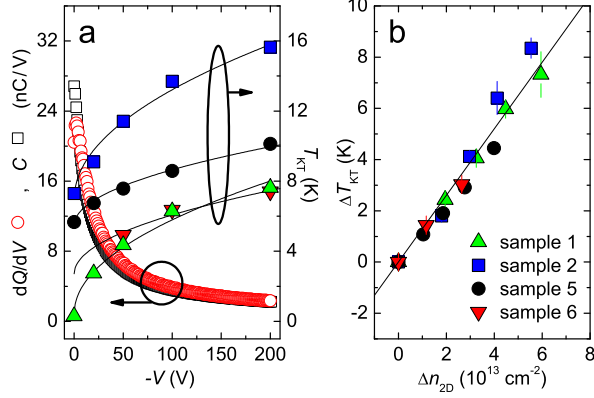 a
dQ/dV , C (nC/V)
32
24
16
8
0
16
12
8
4
0
T_KT (K)
0 50 100 150 200
-V (V)
b
ΔT_KT (K)
10
8
6
4
2
0
-2
sample 1
sample 2
sample 5
sample 6
0 2 4 6 8
Δn_2D (10^13 cm^-2)